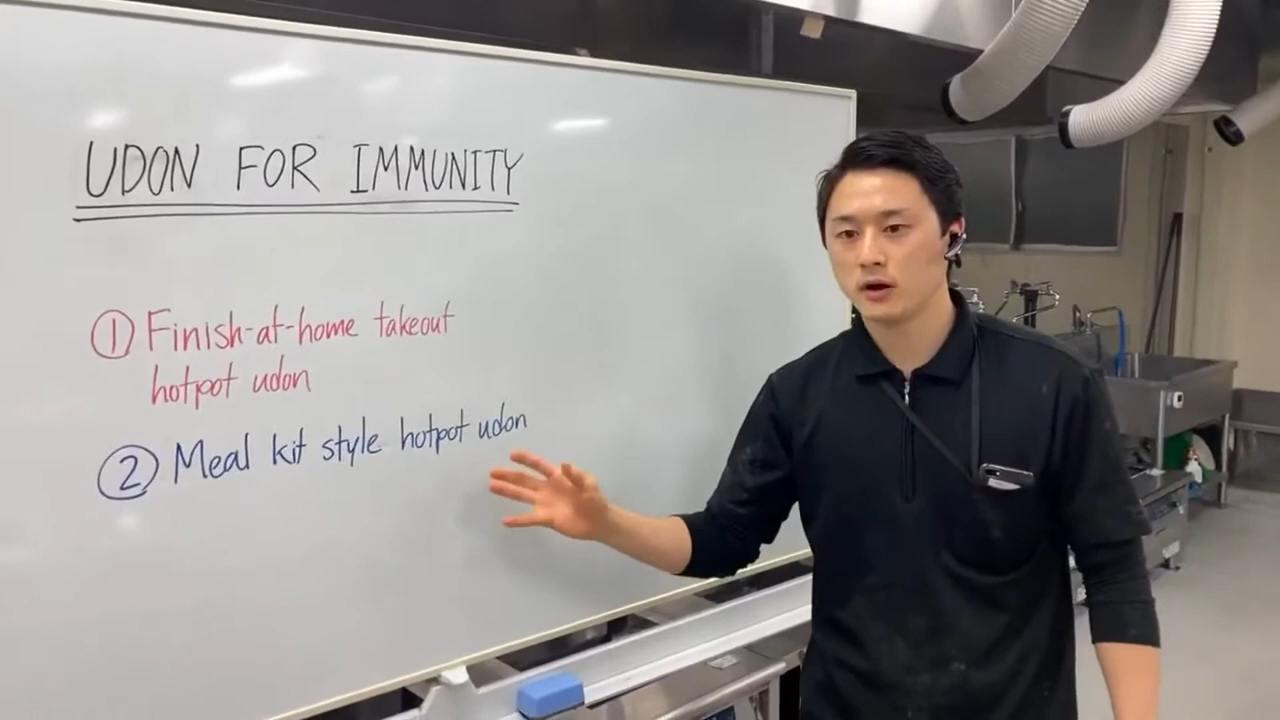 UDON FOR IMMUNITY
① Finish-at-home takeout
hotpot udon
② Meal kit style hotpot udon